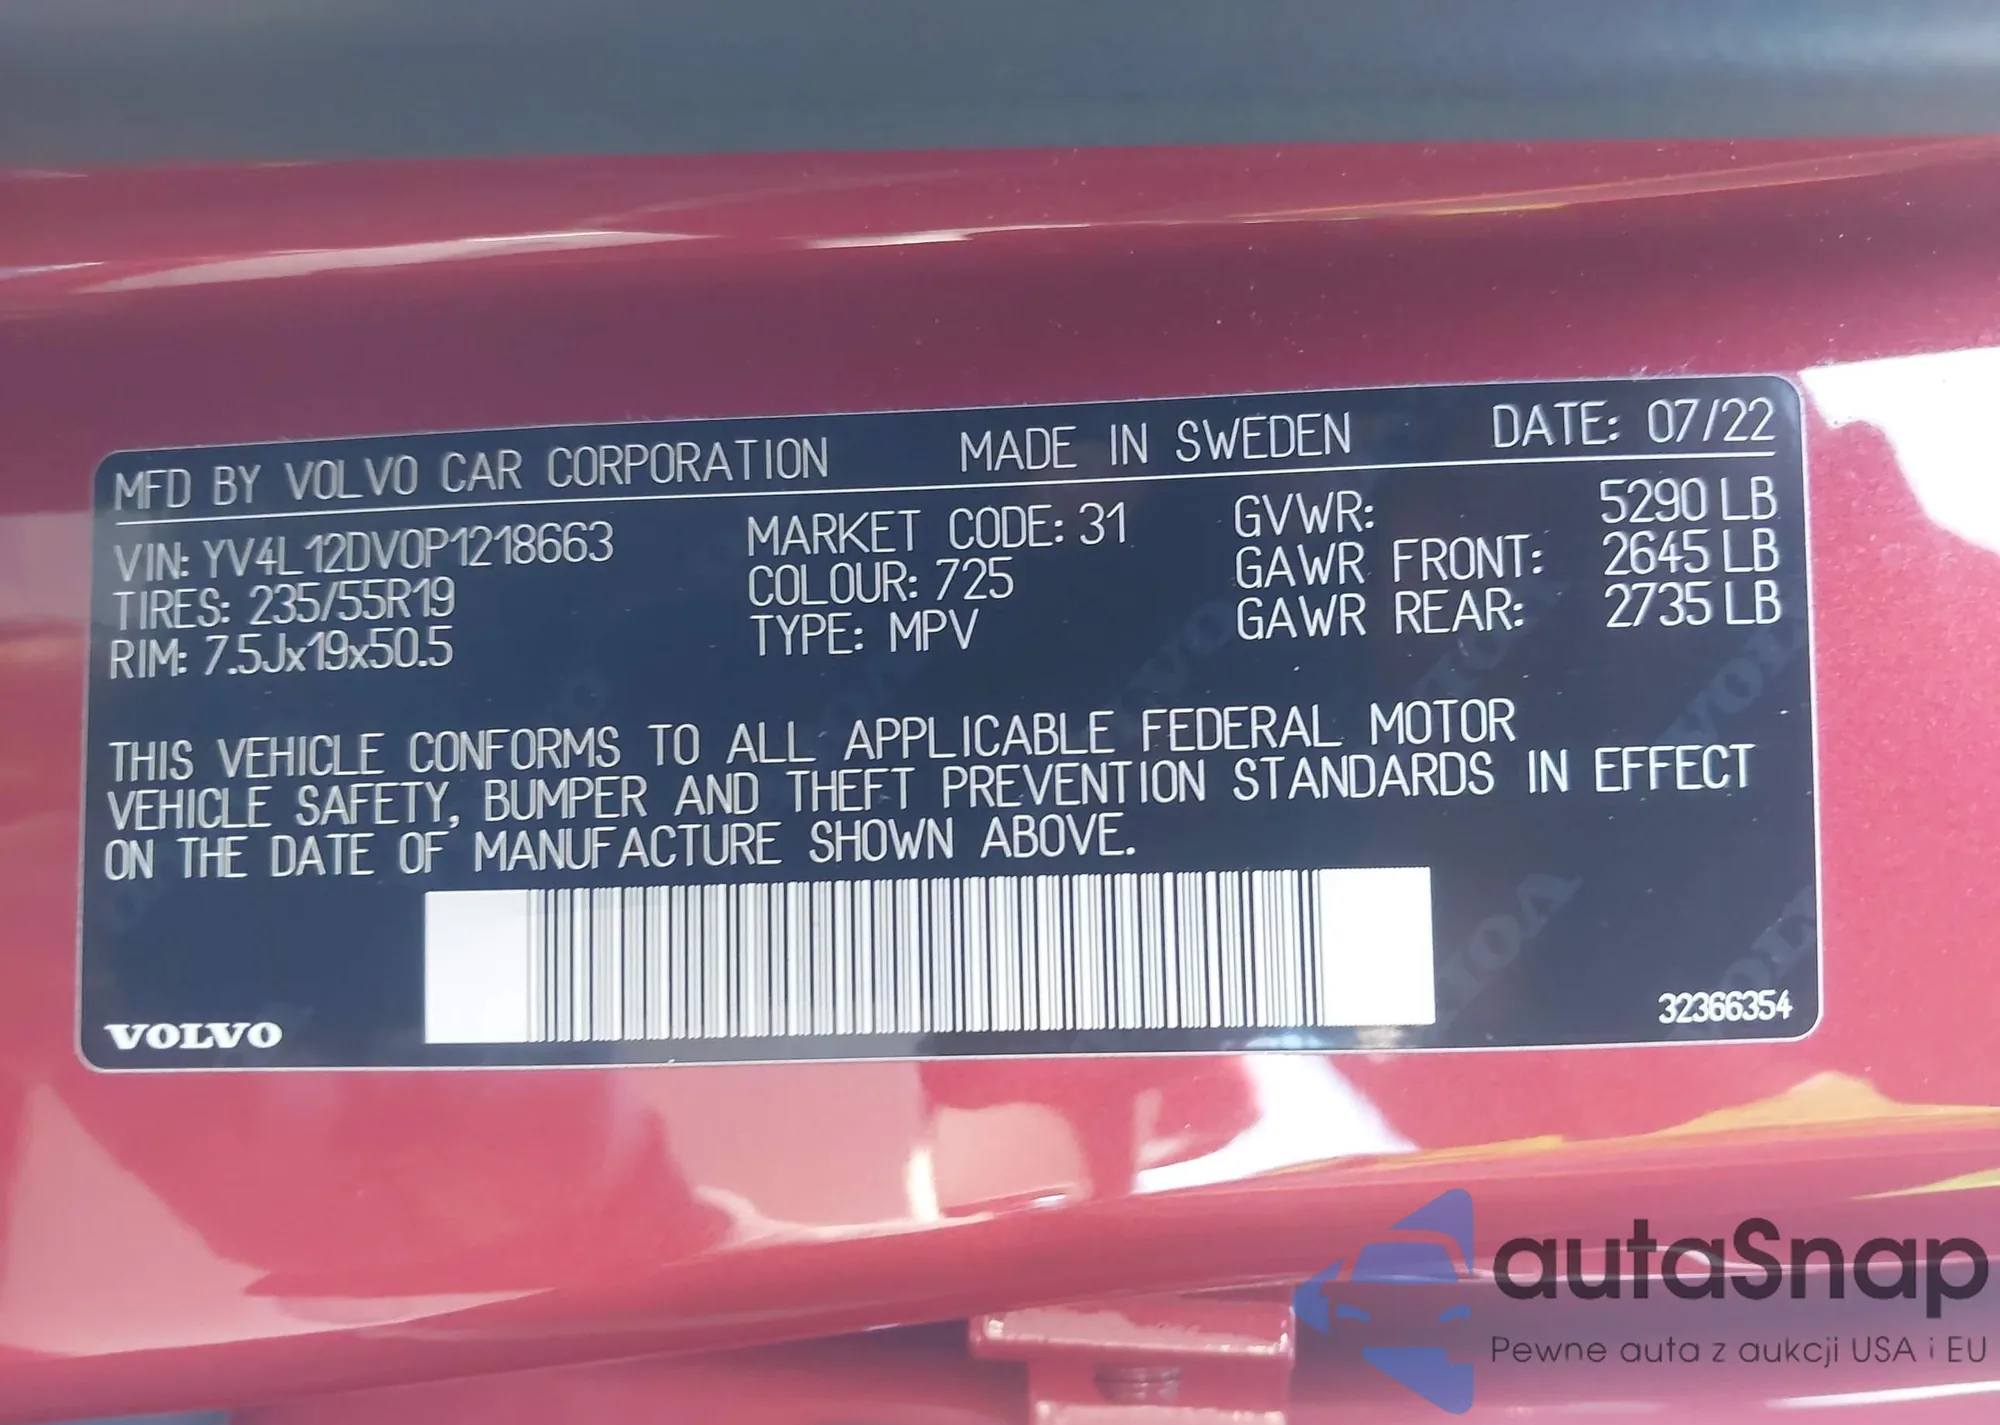 MFD BY VOLVO CAR CORPORATION MADE IN SWEDEN DATE: 07/22
VIN: YV4L12DV0P1218663 MARKET CODE: 31 GVWR: 5290 LB
TIRES: 235/55R19 COLOUR: 725 GAWR FRONT: 2645 LB
RIM: 7.5Jx19x50.5 TYPE: MPV GAWR REAR: 2735 LB
THIS VEHICLE CONFORMS TO ALL APPLICABLE FEDERAL MOTOR
VEHICLE SAFETY, BUMPER AND THEFT PREVENTION STANDARDS IN EFFECT
ON THE DATE OF MANUFACTURE SHOWN ABOVE.
VOLVO 32366354
autaSnap
Pewne auta z aukcji USA i EU